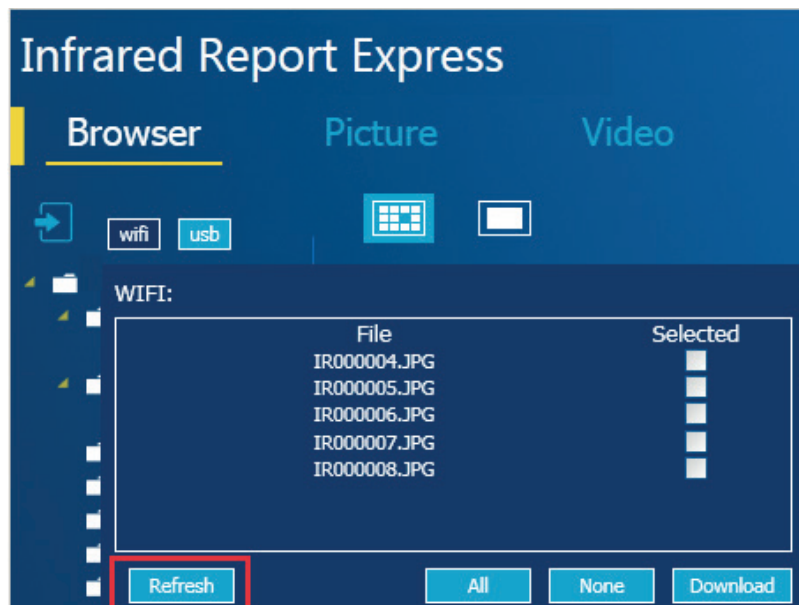 Infrared Report Express
Browser Picture Video
wifi usb
WIFI:
File Selected
IR000004.JPG
IR000005.JPG
IR000006.JPG
IR000007.JPG
IR000008.JPG
Refresh All None Download